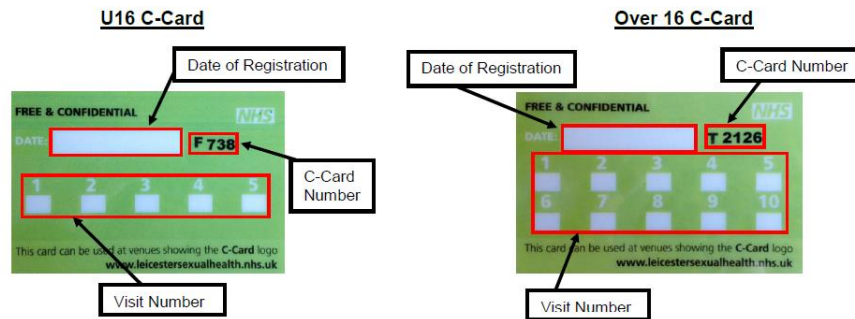 U16 C-Card
Date of Registration
FREE & CONFIDENTIAL
NHS
DATE:
F 738
C-Card
Number
1 2 3 4 5
This card can be used at venues showing the C-Card logo
www.leicestersexualhealth.nhs.uk
Visit Number
Over 16 C-Card
Date of Registration
C-Card Number
FREE & CONFIDENTIAL
NHS
DATE:
T 2126
1 2 3 4 5
6 7 8 9 10
This card can be used at venues showing the C-Card logo
www.leicestersexualhealth.nhs.uk
Visit Number